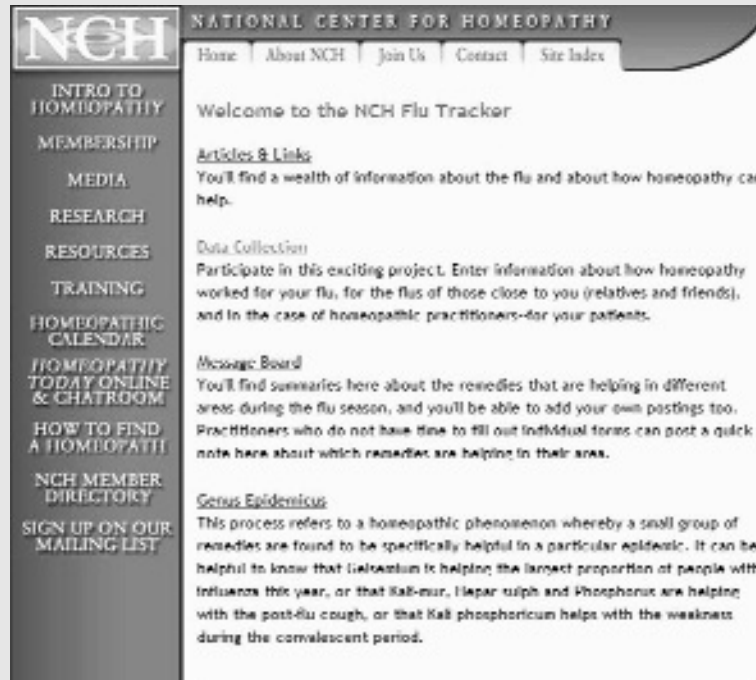 NCH
NATIONAL CENTER FOR HOMEOPATHY
Home
About NCH
Join Us
Contact
Site Index
INTRO TO
HOMEOPATHY
MEMBERSHIP
MEDIA
RESEARCH
RESOURCES
TRAINING
HOMEOPATHIC
CALENDAR
HOMEOPATHY
TODAY ONLINE
& CHATROOM
HOW TO FIND
A HOMEOPATH
NCH MEMBER
DIRECTORY
SIGN UP ON OUR
MAILING LIST
Welcome to the NCH Flu Tracker
Articles & Links
You'll find a wealth of information about the flu and about how homeopathy can
help.
Data Collection
Participate in this exciting project. Enter information about how homeopathy
worked for your flu, for the flus of those close to you (relatives and friends),
and in the case of homeopathic practitioners--for your patients.
Message Board
You'll find summaries here about the remedies that are helping in different
areas during the flu season, and you'll be able to add your own postings too.
Practitioners who do not have time to fill out individual forms can post a quick
note here about which remedies are helping in their area.
Genus Epidemicus
This process refers to a homeopathic phenomenon whereby a small group of
remedies are found to be specifically helpful in a particular epidemic. It can be
helpful to know that Gelsemium is helping the largest proportion of people with
influenza this year, or that Kali-mur, Hepar sulph and Phosphorus are helping
with the post-flu cough, or that Kali phosphoricum helps with the weakness
during the convalescent period.